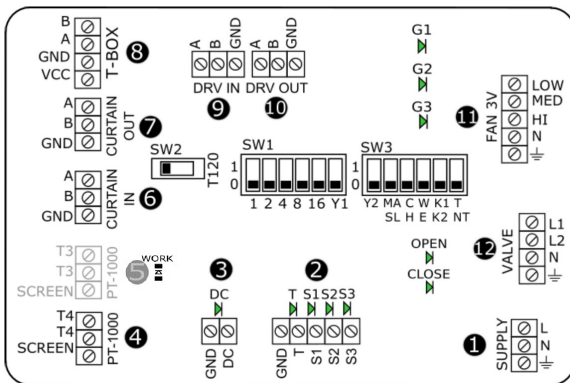 B
A
GND
VCC
T-BOX
8
A
B
GND
CURTAIN
OUT
7
A
B
GND
CURTAIN
IN
6
T3
T3
SCREEN
PT-1000
5
WORK
T4
T4
SCREEN
PT-1000
4
A B GND
DRV IN
9
A B GND
DRV OUT
10
SW2
T120
SW1
1
0
1 2 4 8 16 Y1
SW3
1
0
Y2 MA C W K1 T
SL H E K2 NT
G1
G2
G3
OPEN
CLOSE
3
DC
GND DC
2
T S1 S2 S3
GND T S1 S2 S3
11
FAN 3V
LOW
MED
HI
N
12
VALVE
L1
L2
N
1
SUPPLY
L
N